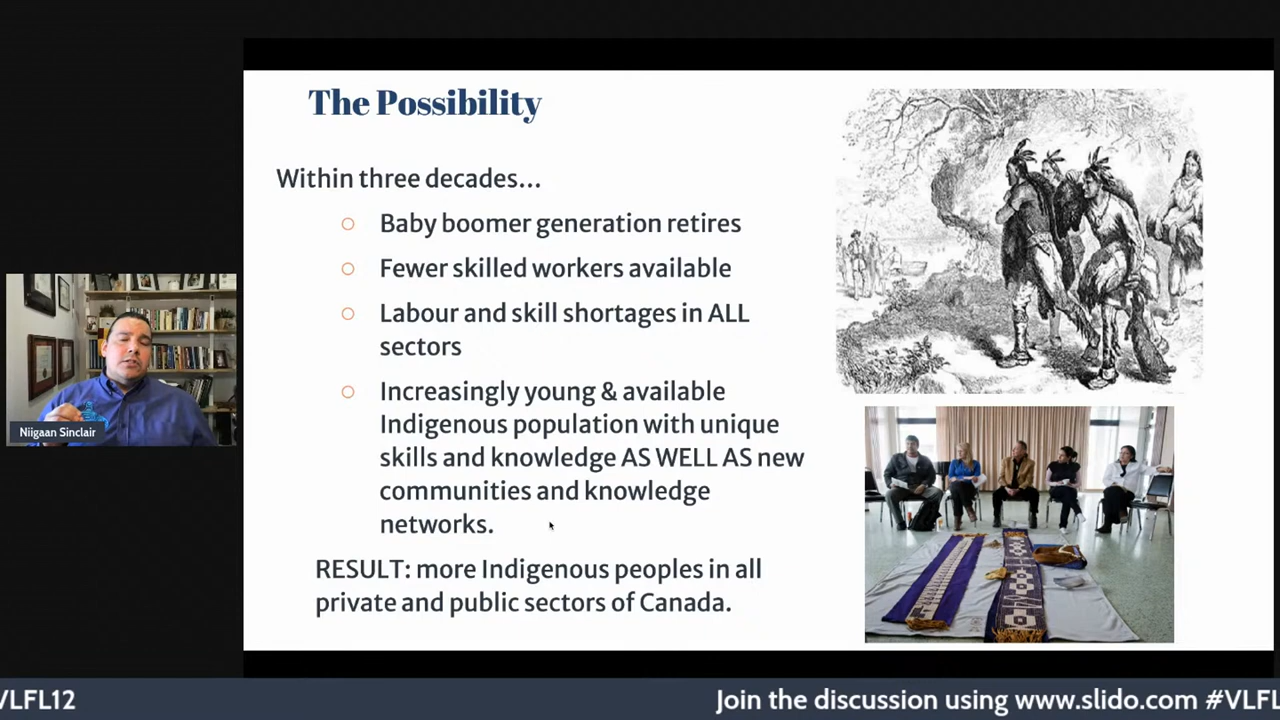 The Possibility
Within three decades...
Baby boomer generation retires
Fewer skilled workers available
Labour and skill shortages in ALL
sectors
Increasingly young & available
Indigenous population with unique
skills and knowledge AS WELL AS new
communities and knowledge
networks.
RESULT: more Indigenous peoples in all
private and public sectors of Canada.
Niigaan Sinclair
VLFL12
Join the discussion using www.slido.com #VLFL